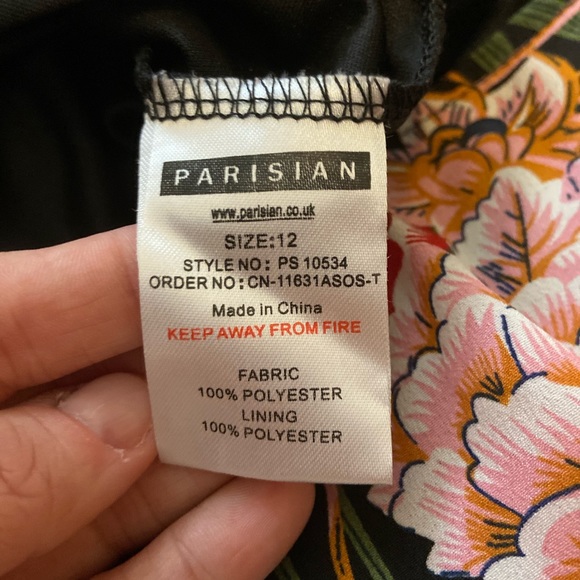 PARISIAN
www.parisian.co.uk
SIZE:12
STYLE NO: PS 10534
ORDER NO: CN-11631ASOS-T
Made in China
KEEP AWAY FROM FIRE
FABRIC
100% POLYESTER
LINING
100% POLYESTER